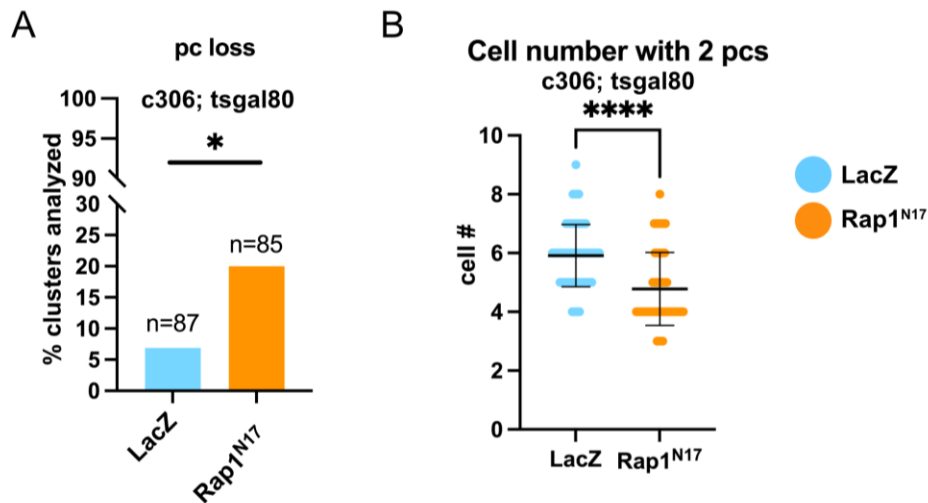 A
pc loss
c306; tsgal80
*
% clusters analyzed
100
95
90
30
25
20
15
10
5
0
n=87
n=85
LacZ
Rap1ᴺ¹⁷
B
Cell number with 2 pcs
c306; tsgal80
****
cell #
10
8
6
4
2
0
LacZ
Rap1ᴺ¹⁷
LacZ
Rap1ᴺ¹⁷